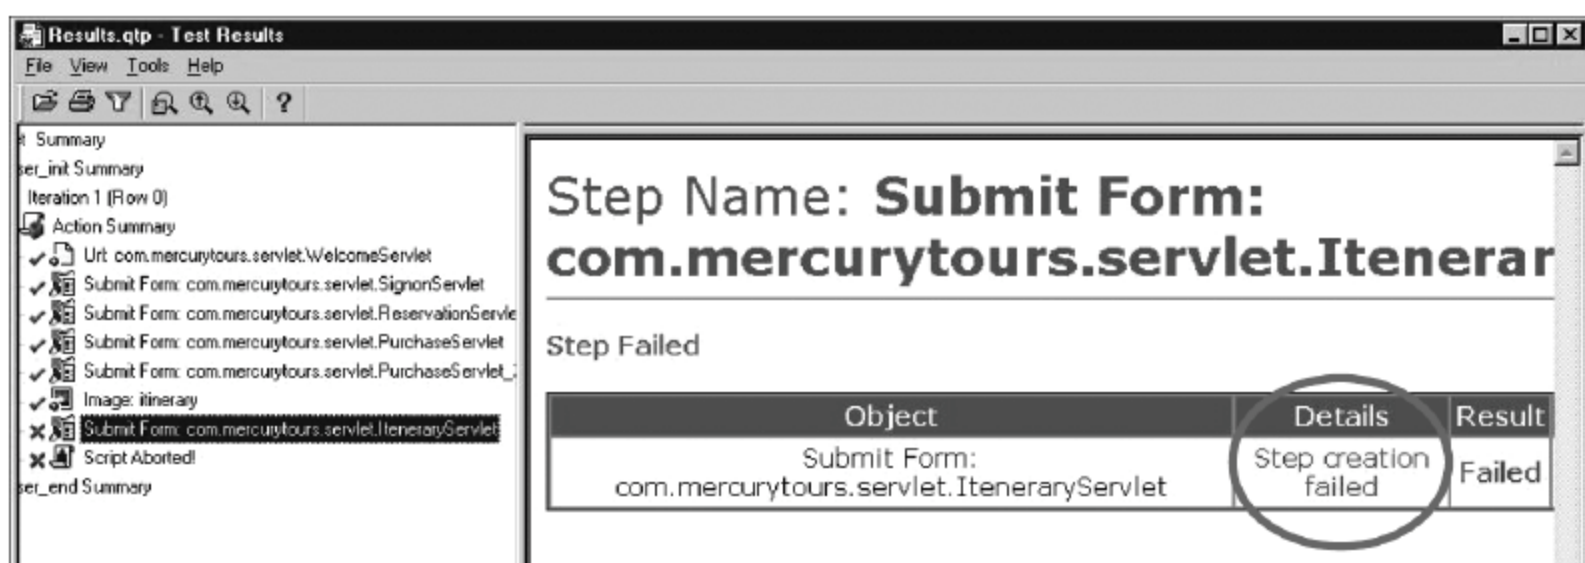 Results.qtp - Test Results
File View Tools Help
?
t Summary
ser_init Summary
Iteration 1 (Row 0)
Action Summary
Url: com.mercurytours.servlet.WelcomeServlet
Submit Form: com.mercurytours.servlet.SignonServlet
Submit Form: com.mercurytours.servlet.ReservationServle
Submit Form: com.mercurytours.servlet.PurchaseServlet
Submit Form: com.mercurytours.servlet.PurchaseServlet_2
Image: itinerary
Submit Form: com.mercurytours.servlet.IteneraryServlet
Script Aborted!
ser_end Summary
Step Name: Submit Form:
com.mercurytours.servlet.Itenerar
Step Failed
Object Details Result
Submit Form: com.mercurytours.servlet.IteneraryServlet
Step creation failed
Failed